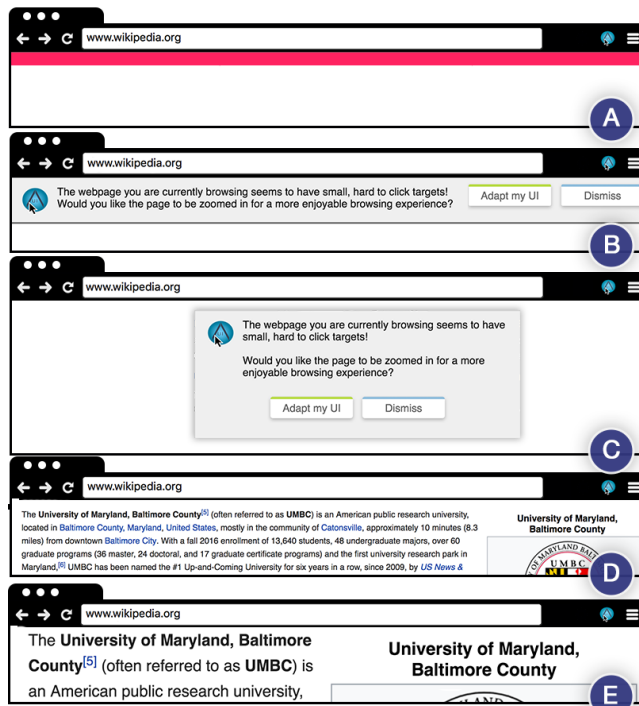 www.wikipedia.org
A
www.wikipedia.org
The webpage you are currently browsing seems to have small, hard to click targets!
Would you like the page to be zoomed in for a more enjoyable browsing experience?
Adapt my UI
Dismiss
B
www.wikipedia.org
The webpage you are currently browsing seems to have
small, hard to click targets!
Would you like the page to be zoomed in for a more
enjoyable browsing experience?
Adapt my UI
Dismiss
C
www.wikipedia.org
The University of Maryland, Baltimore County[5] (often referred to as UMBC) is an American public research university,
located in Baltimore County, Maryland, United States, mostly in the community of Catonsville, approximately 10 minutes (8.3
miles) from downtown Baltimore City. With a fall 2016 enrollment of 13,640 students, 48 undergraduate majors, over 60
graduate programs (36 master, 24 doctoral, and 17 graduate certificate programs) and the first university research park in
Maryland,[6] UMBC has been named the #1 Up-and-Coming University for six years in a row, since 2009, by US News &
University of Maryland,
Baltimore County
MARYLAND BALT
UMBC
D
www.wikipedia.org
The University of Maryland, Baltimore
County[5] (often referred to as UMBC) is
an American public research university,
University of Maryland,
Baltimore County
E